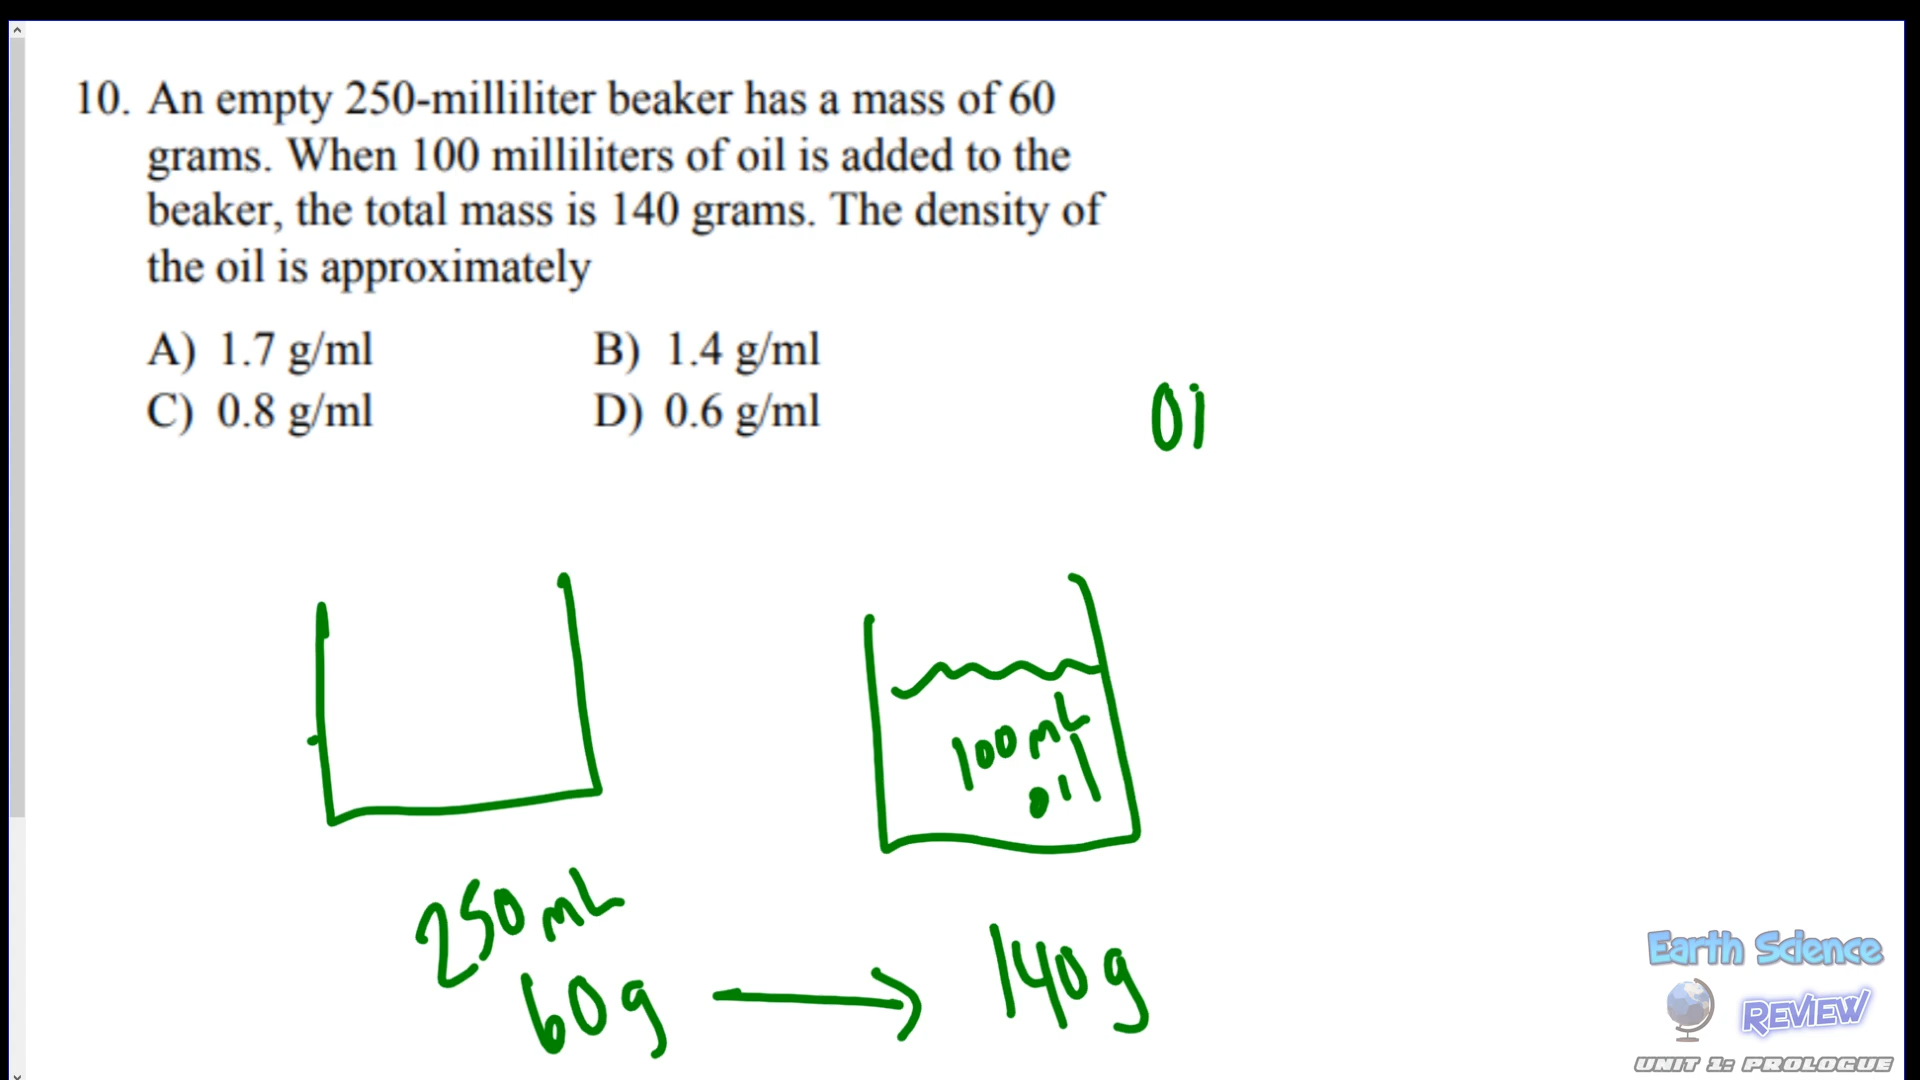 10. An empty 250-milliliter beaker has a mass of 60
grams. When 100 milliliters of oil is added to the
beaker, the total mass is 140 grams. The density of
the oil is approximately
A) 1.7 g/ml B) 1.4 g/ml
C) 0.8 g/ml D) 0.6 g/ml
Oi
100 mL
oil
250 mL
60g → 140g
Earth Science
REVIEW
UNIT 1: PROLOGUE